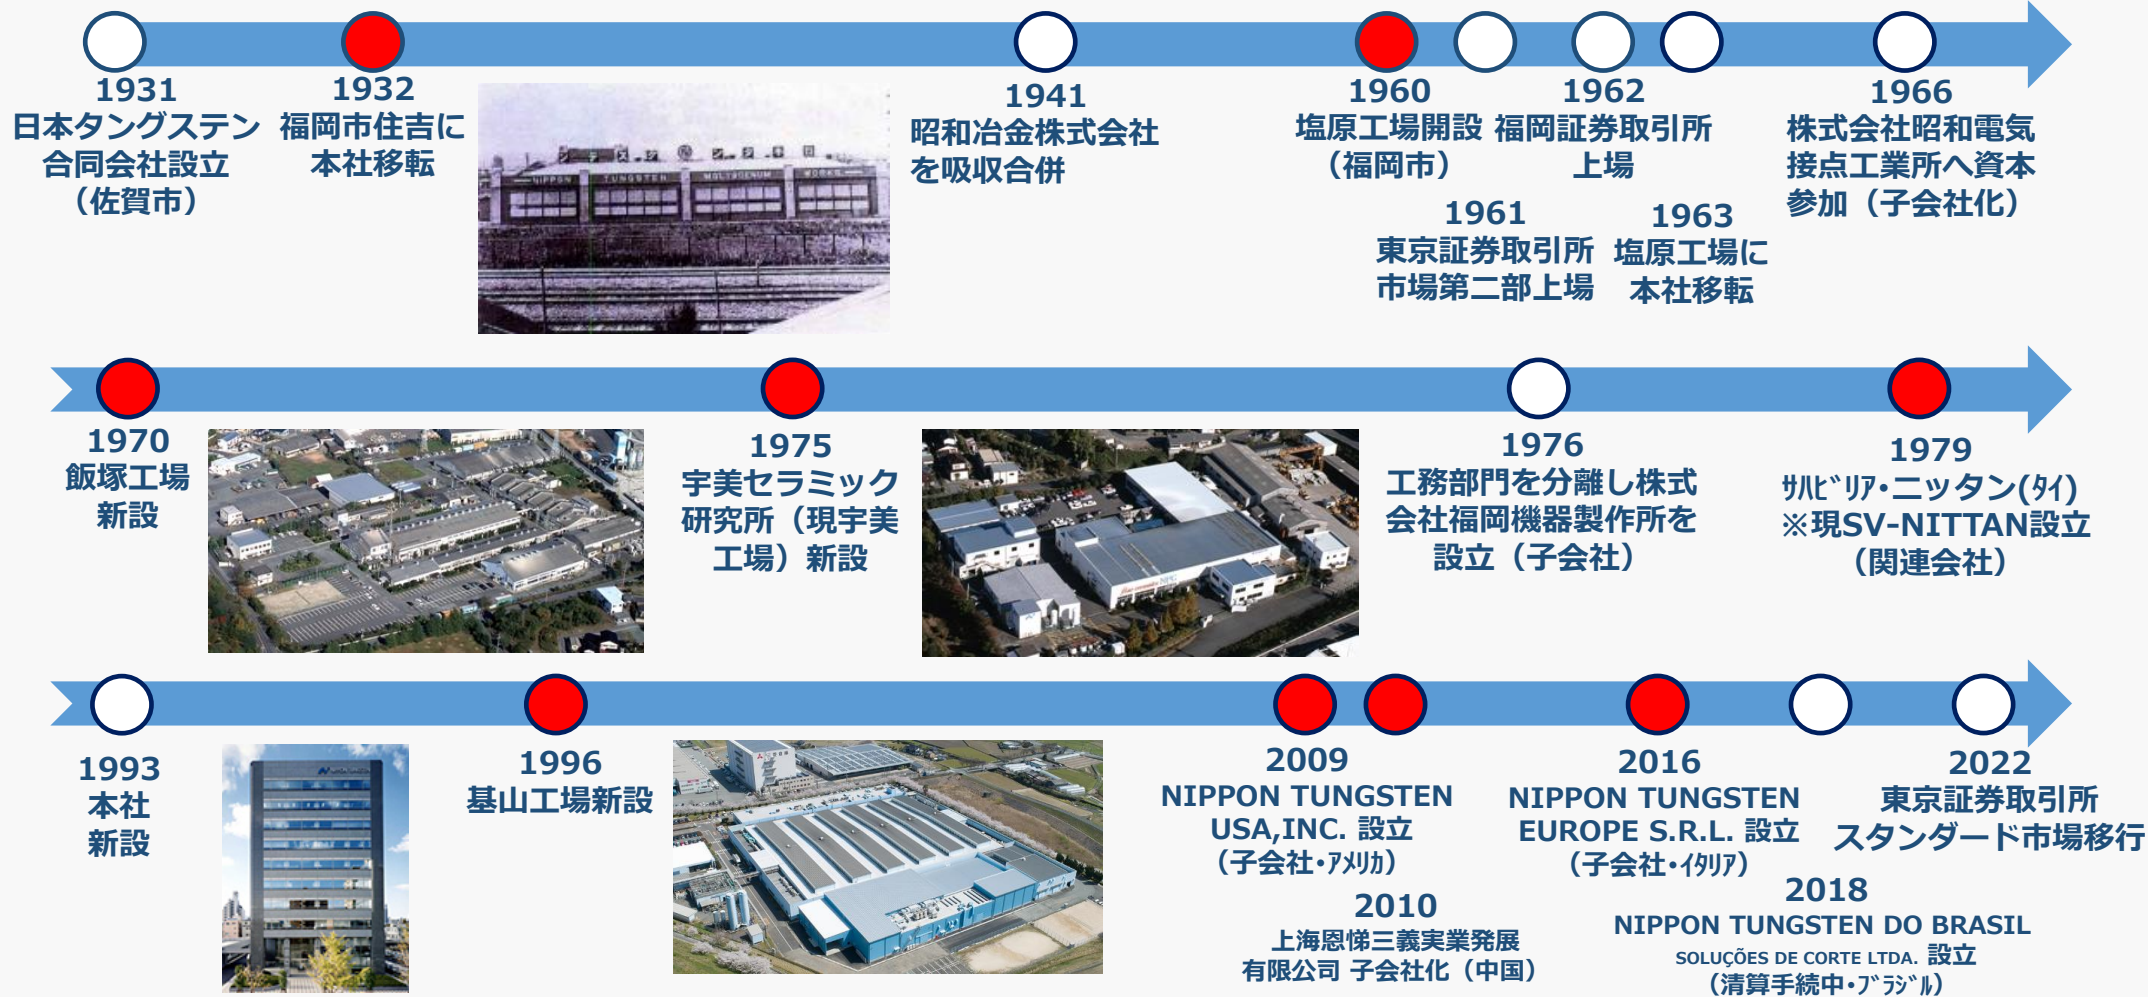 1931
日本タングステン
合同会社設立
（佐賀市）
1932
福岡市住吉に
本社移転
NIPPON TUNGSTEN MOLYBDENUM WORKS
1941
昭和冶金株式会社
を吸収合併
1960
塩原工場開設
（福岡市）
1961
東京証券取引所
市場第二部上場
1962
福岡証券取引所
上場
1963
塩原工場に
本社移転
1966
株式会社昭和電気
接点工業所へ資本
参加（子会社化）
1970
飯塚工場
新設
1975
宇美セラミック
研究所（現宇美
工場）新設
1976
工務部門を分離し株式
会社福岡機器製作所を
設立（子会社）
1979
ｻﾊﾋﾞﾘｱ・ニッタン(ﾀｲ)
※現SV-NITTAN設立
（関連会社）
1993
本社
新設
1996
基山工場新設
2009
NIPPON TUNGSTEN
USA,INC. 設立
（子会社・ｱﾒﾘｶ）
2010
上海恩悌三義実業発展
有限公司 子会社化（中国）
2016
NIPPON TUNGSTEN
EUROPE S.R.L. 設立
（子会社・ｲﾀﾘｱ）
2018
NIPPON TUNGSTEN DO BRASIL
SOLUÇÕES DE CORTE LTDA. 設立
（清算手続中・ﾌﾞﾗｼﾞﾙ）
2022
東京証券取引所
スタンダード市場移行